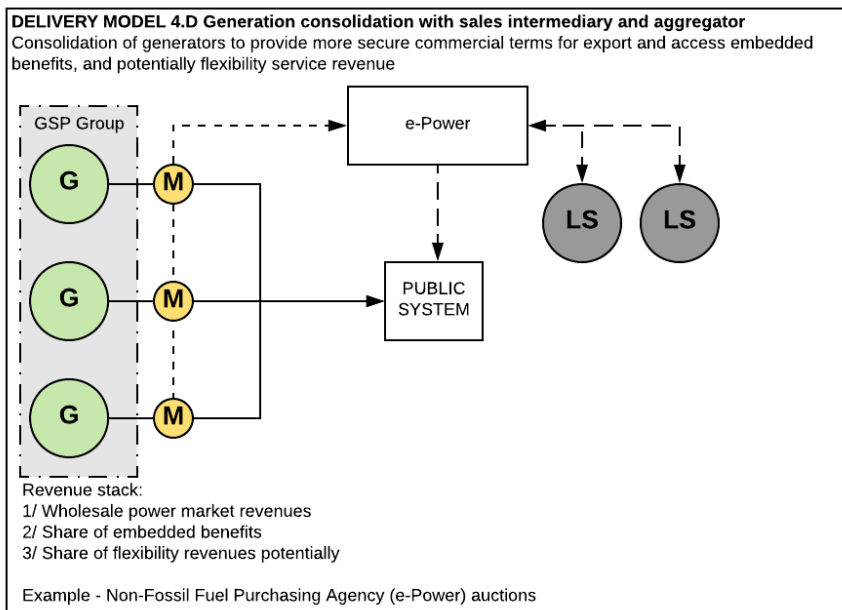 DELIVERY MODEL 4.D Generation consolidation with sales intermediary and aggregator
Consolidation of generators to provide more secure commercial terms for export and access embedded
benefits, and potentially flexibility service revenue
GSP Group
e-Power
G
M
LS
LS
G
M
PUBLIC
SYSTEM
G
M
Revenue stack:
1/ Wholesale power market revenues
2/ Share of embedded benefits
3/ Share of flexibility revenues potentially
Example - Non-Fossil Fuel Purchasing Agency (e-Power) auctions